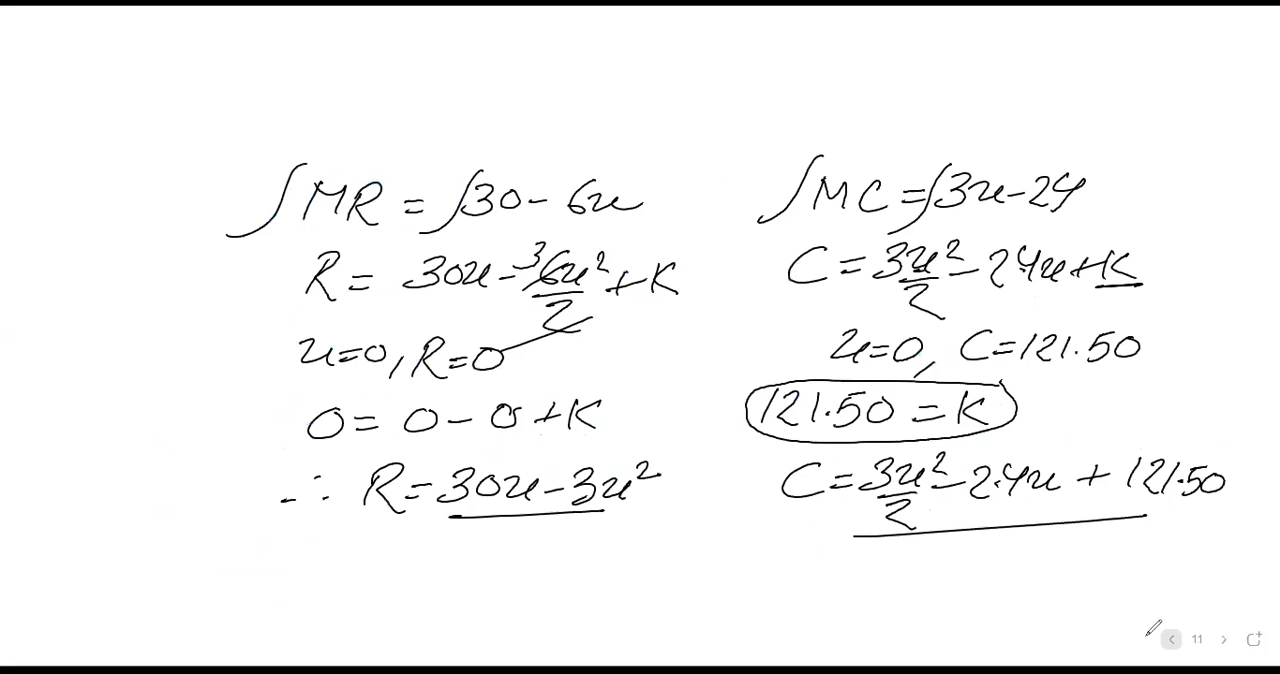 ∫MR = ∫30 - 6x
R = 30x - 6x²/2 + K
x=0, R=0
0 = 0 - 0 + K
∴ R = 30x - 3x²
∫MC = ∫3x - 24
C = 3x²/2 - 24x + K
x=0, C=121.50
121.50 = K
C = 3x²/2 - 24x + 121.50
11